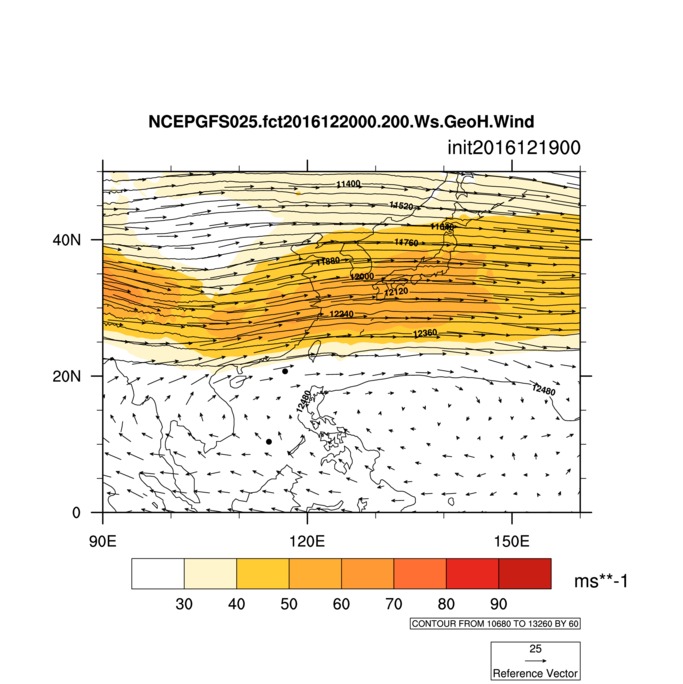 NCEPGFS025.fct2016122000.200.Ws.GeoH.Wind
init2016121900
11400
11520
11640
40N
11760
11880
12000
12120
12240
12360
20N
12480
12480
0
90E 120E 150E
ms**-1
30 40 50 60 70 80 90
CONTOUR FROM 10680 TO 13260 BY 60
25
Reference Vector